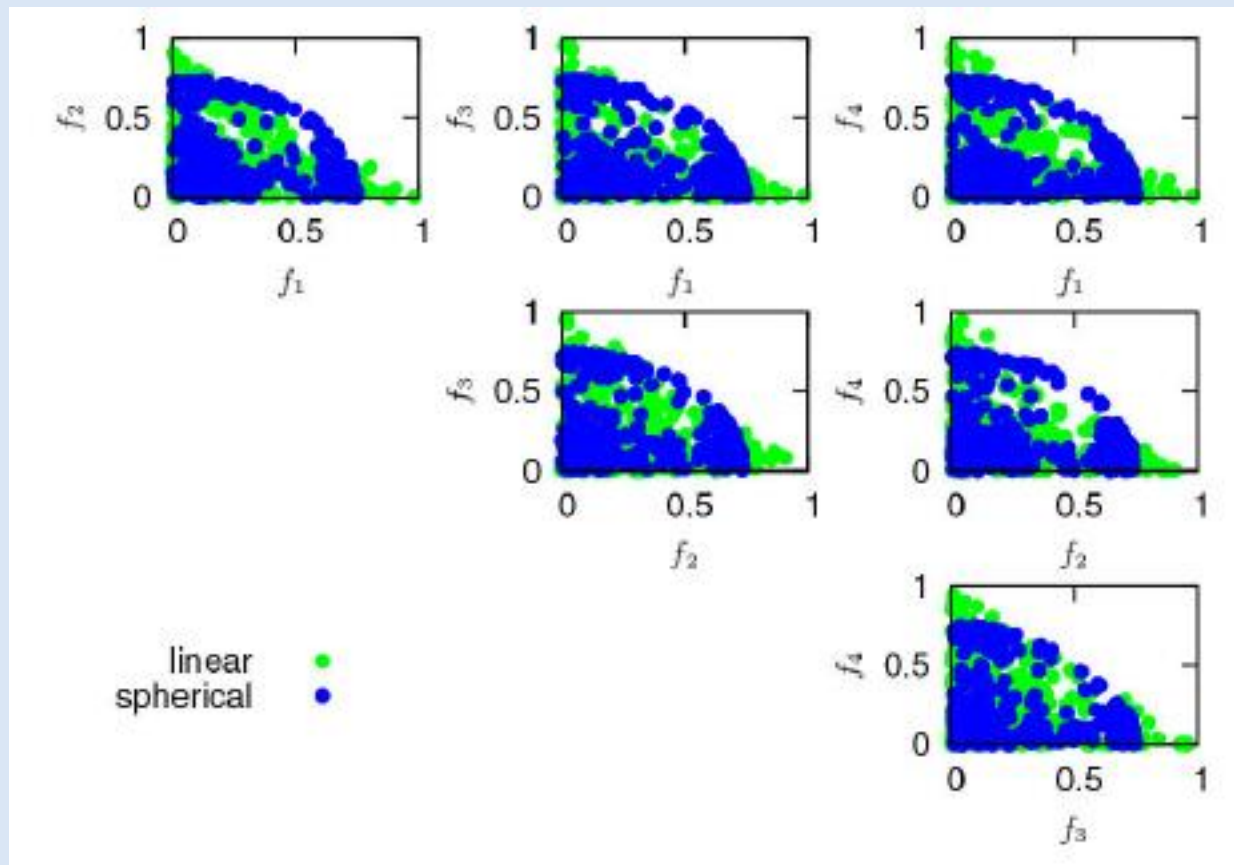 1 1 1
f2 0.5 f3 0.5 f4 0.5
0 0 0
0 0.5 1 0 0.5 1 0 0.5 1
f1 f1 f1
1 1
f3 0.5 f4 0.5
0 0
0 0.5 1 0 0.5 1
f2 f2
1
f4 0.5
0
0 0.5 1
f3
linear
spherical